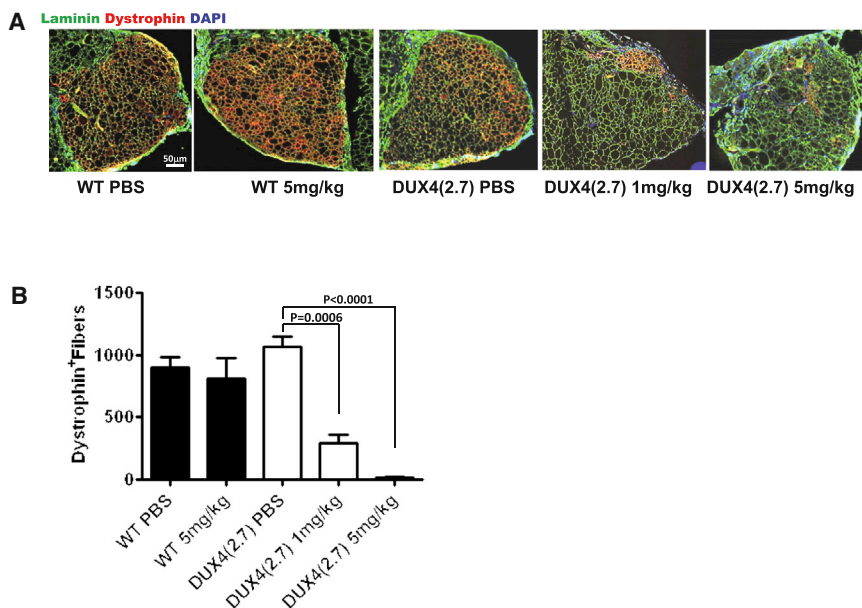 A
Laminin Dystrophin DAPI
50μm
WT PBS
WT 5mg/kg
DUX4(2.7) PBS
DUX4(2.7) 1mg/kg
DUX4(2.7) 5mg/kg
B
Dystrophin+Fibers
1500
1000
500
0
P<0.0001
P=0.0006
WT PBS
WT 5mg/kg
DUX4(2.7) PBS
DUX4(2.7) 1mg/kg
DUX4(2.7) 5mg/kg